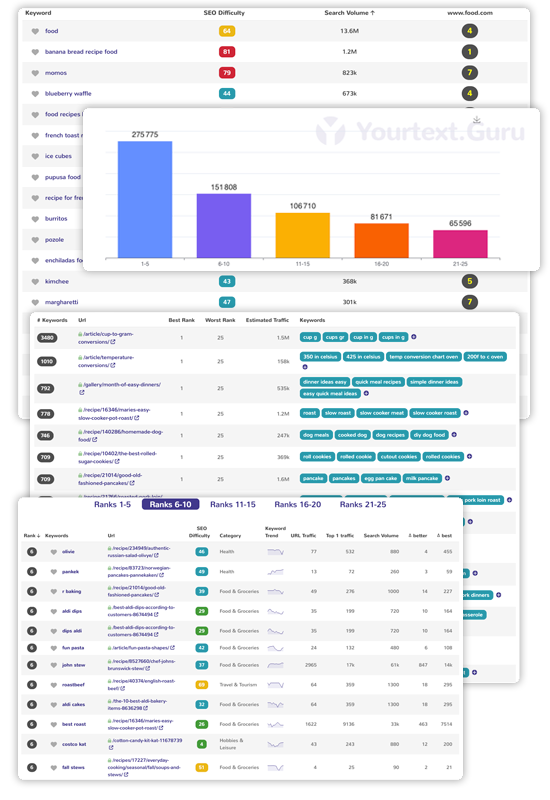 Keyword SEO Difficulty Search Volume ↑ www.food.com
food 64 13.6M 4
banana bread recipe food 81 1.2M 1
momos 79 823k 7
blueberry waffle 44 673k 4
food recipes
french toast
ice cubes
pupusa food
recipe for fre
burritos
pozole
enchiladas fo
kimchee 43 368k 5
margharetti 47 301k 7
Yourtext.Guru
275 775
151 808
106 710
81 671
65 596
1-5 6-10 11-15 16-20 21-25
# Keywords Url Best Rank Worst Rank Estimated Traffic Keywords
3480 /article/cup-to-gram-conversions/ 1 25 1.5M cup g cups gr cup in g cups in g
1010 /article/temperature-conversions/ 1 25 158k 350 in celsius 425 in celsius temp conversion chart oven 200f to c oven
792 /gallery/month-of-easy-dinners/ 1 25 535k dinner ideas easy quick meal recipes simple dinner ideas
easy quick meal ideas
778 /recipe/16346/maries-easy-slow-cooker-pot-roast/ 1 25 1.2M roast slow roast slow cooker meat slow cooker roast
746 /recipe/140286/homemade-dog-food/ 1 25 247k dog meals cooked dog dog recipes diy dog food
709 /recipe/10402/the-best-rolled-sugar-cookies/ 1 25 369k roll cookies rolled cookie cutout cookies rolled cookies
709 /recipe/21014/good-old-fashioned-pancakes/ 1 25 1.6M pancake pancakes egg pan cake milk pancake
pork loin roast
rk dinners
sserole
Ranks 1-5 Ranks 6-10 Ranks 11-15 Ranks 16-20 Ranks 21-25
Rank ↓ Keywords Url SEO Difficulty Category Keyword Trend URL Traffic Top 1 traffic Search Volume Δ better Δ best
6 olivie /recipe/234949/authentic-russian-salad-olivye/ 46 Health 77 532 880 4 455
6 pankek /recipe/83723/norwegian-pancakes-pannekaken/ 49 Health 13 72 260 3 59
6 r baking /recipe/21014/good-old-fashioned-pancakes/ 39 Food & Groceries 49 276 1000 14 227
6 aldi dips /best-aldi-dips-according-to-customers-8674494 29 Food & Groceries 35 199 720 10 164
6 dips aldi /best-aldi-dips-according-to-customers-8674494 29 Food & Groceries 35 199 720 10 164
6 fun pasta /article/fun-pasta-shapes/ 42 Food & Groceries 24 132 480 6 108
6 john stew /recipe/8527660/chef-johns-brunswick-stew/ 37 Food & Groceries 2960 17k 61k 847 14k
6 roastbeef /recipe/40374/english-roast-beef/ Travel & Tourism 64 359 1300 18 295
6 aldi cakes /the-10-best-aldi-bakery-items-8636298 32 Food & Groceries 64 359 1300 18 295
6 best roast /recipe/16346/maries-easy-slow-cooker-pot-roast/ 26 Food & Groceries 1622 9136 33k 463 7514
6 costco kat /cotton-candy-kit-kat-11678739 4 Hobbies & Leisure 43 243 880 12 200
6 fall stews /recipes/17227/everyday-cooking/seasonal/fall/soups-and-stews/ 51 Food & Groceries 4 25 90 2 21